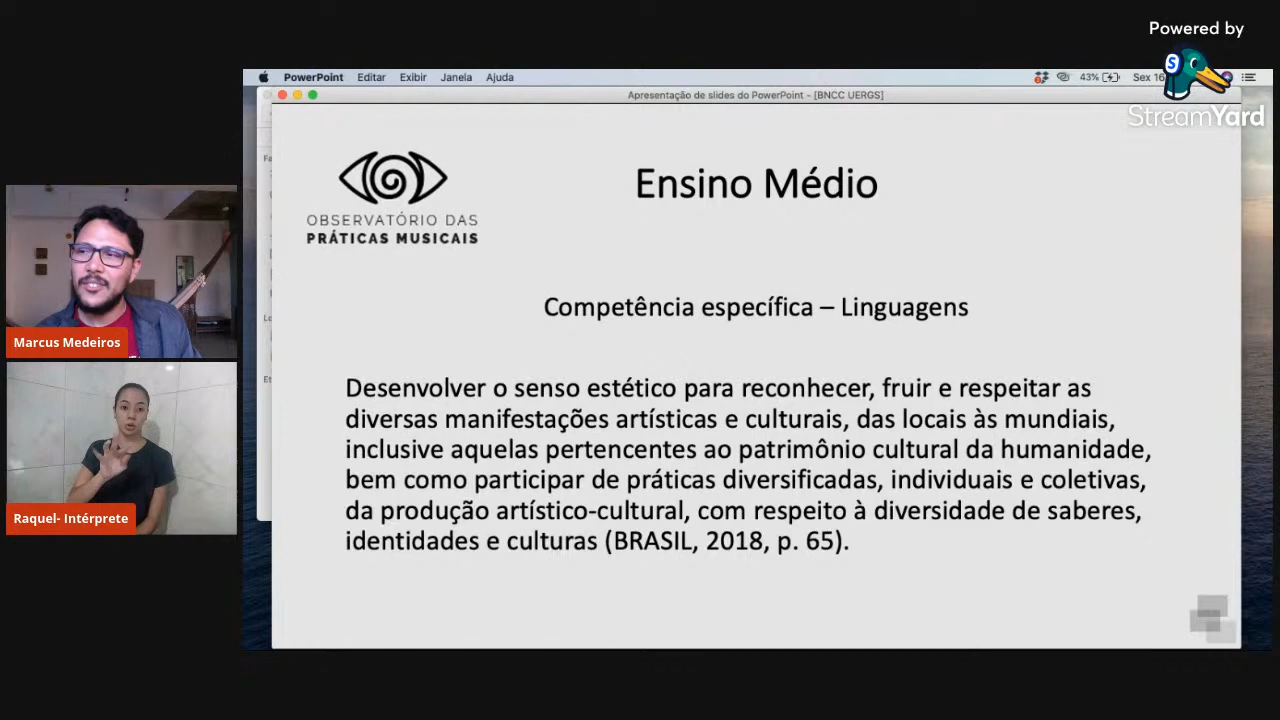 Powered by
StreamYard
PowerPoint Editar Exibir Janela Ajuda
43%
Sex 16
Apresentação de slides do PowerPoint - [BNCC UERGS]
OBSERVATÓRIO DAS
PRÁTICAS MUSICAIS
Ensino Médio
Competência específica – Linguagens
Desenvolver o senso estético para reconhecer, fruir e respeitar as
diversas manifestações artísticas e culturais, das locais às mundiais,
inclusive aquelas pertencentes ao patrimônio cultural da humanidade,
bem como participar de práticas diversificadas, individuais e coletivas,
da produção artístico-cultural, com respeito à diversidade de saberes,
identidades e culturas (BRASIL, 2018, p. 65).
Marcus Medeiros
Raquel- Intérprete